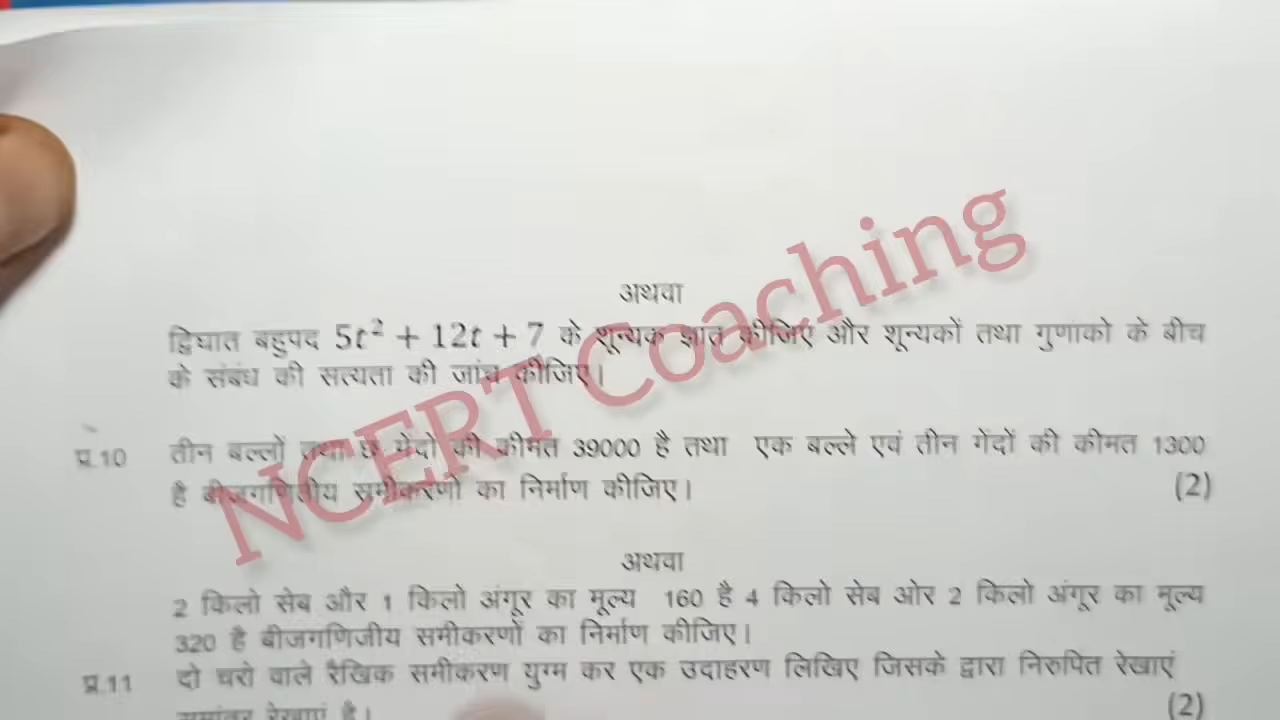 अथवा
द्विघात बहुपद 5t² + 12t + 7 के शून्यक ज्ञात कीजिए और शून्यकों तथा गुणांको के बीच
के संबंध की सत्यता की जांच कीजिए।
प्र.10 तीन बल्लों तथा छः गेंदों की कीमत 39000 है तथा एक बल्ले एवं तीन गेंदों की कीमत 1300
है बीजगणितीय समीकरणों का निर्माण कीजिए। (2)
अथवा
2 किलो सेब और 1 किलो अंगूर का मूल्य 160 है 4 किलो सेब ओर 2 किलो अंगूर का मूल्य
320 है बीजगणिजीय समीकरणों का निर्माण कीजिए।
प्र.11 दो चरो वाले रैखिक समीकरण युग्म कर एक उदाहरण लिखिए जिसके द्वारा निरुपित रेखाएं
समांतर रेखाएं है। (2)
NCERT Coaching